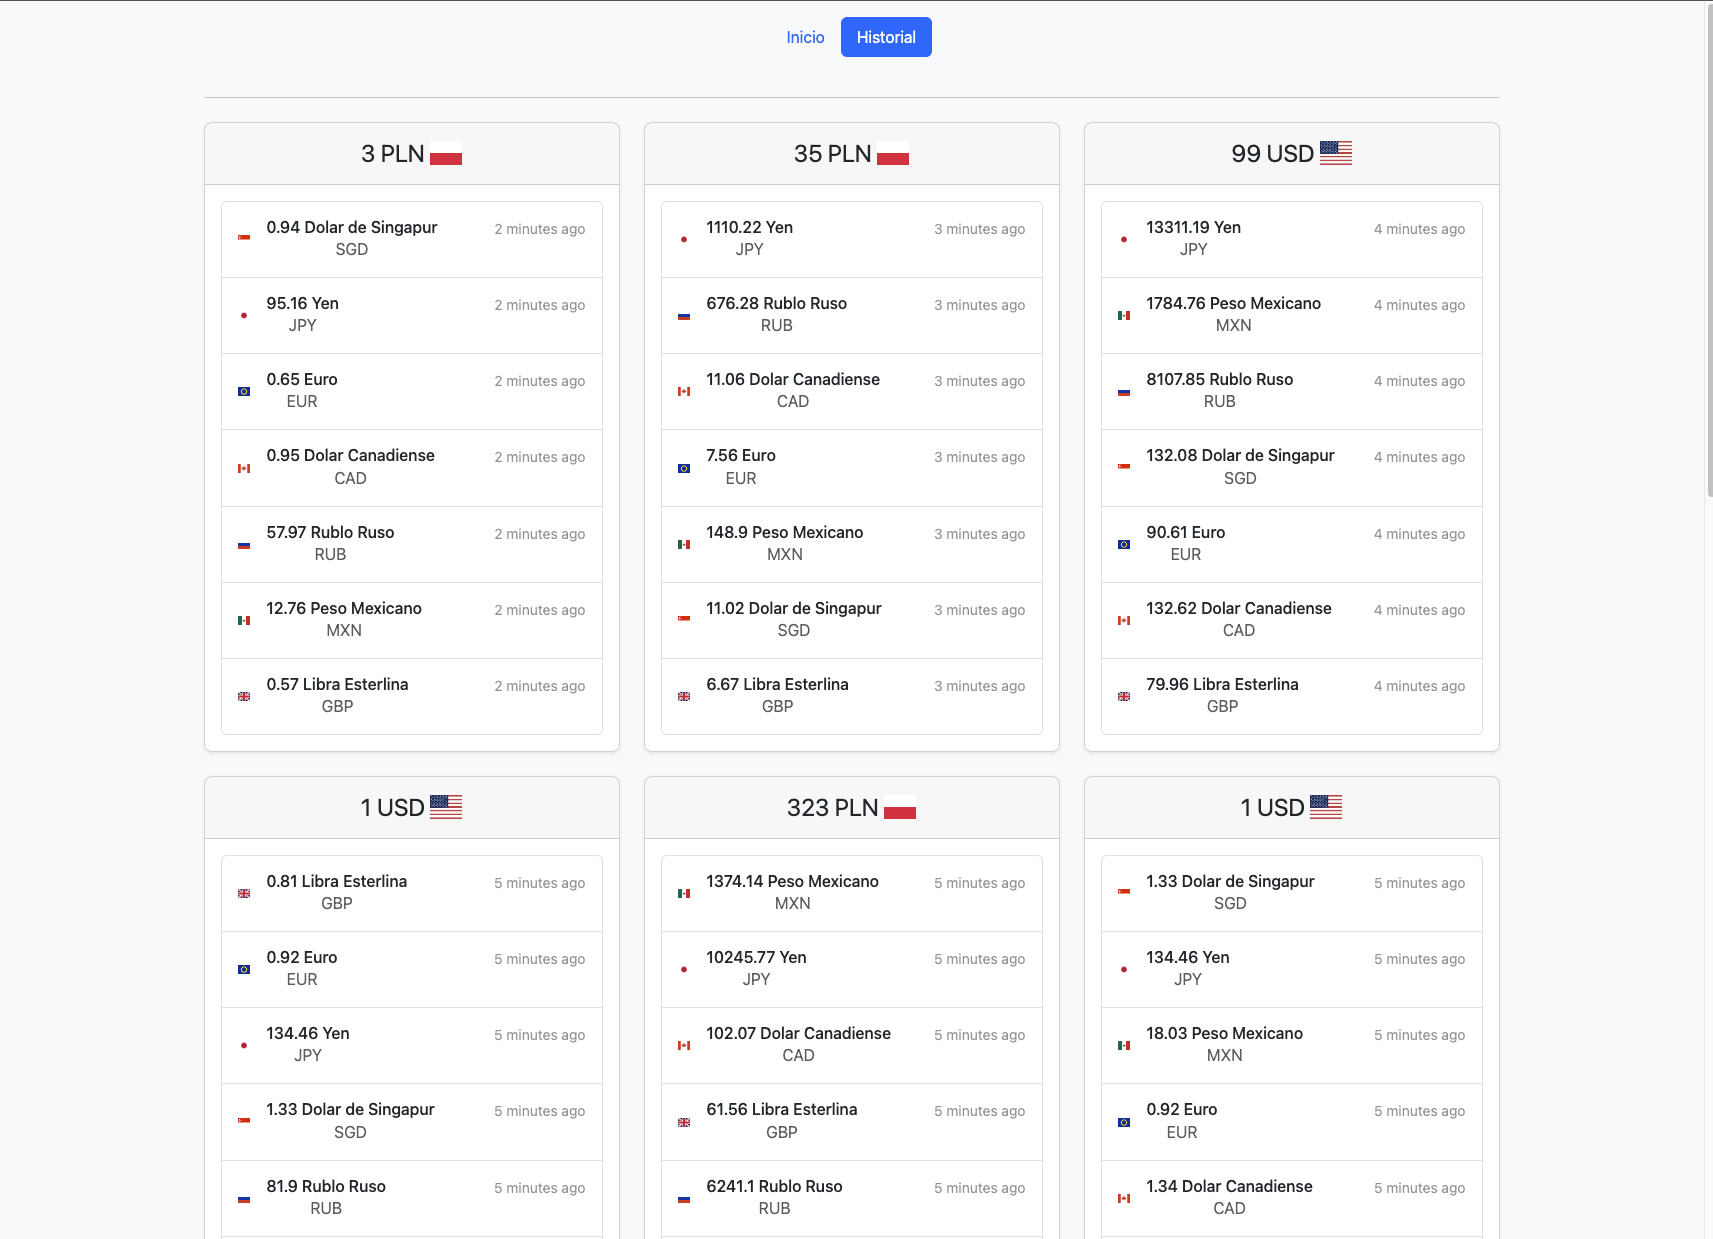 Inicio
Historial
3 PLN
0.94 Dolar de Singapur
2 minutes ago
SGD
95.16 Yen
2 minutes ago
JPY
0.65 Euro
2 minutes ago
EUR
0.95 Dolar Canadiense
2 minutes ago
CAD
57.97 Rublo Ruso
2 minutes ago
RUB
12.76 Peso Mexicano
2 minutes ago
MXN
0.57 Libra Esterlina
2 minutes ago
GBP
35 PLN
1110.22 Yen
3 minutes ago
JPY
676.28 Rublo Ruso
3 minutes ago
RUB
11.06 Dolar Canadiense
3 minutes ago
CAD
7.56 Euro
3 minutes ago
EUR
148.9 Peso Mexicano
3 minutes ago
MXN
11.02 Dolar de Singapur
3 minutes ago
SGD
6.67 Libra Esterlina
3 minutes ago
GBP
99 USD
13311.19 Yen
4 minutes ago
JPY
1784.76 Peso Mexicano
4 minutes ago
MXN
8107.85 Rublo Ruso
4 minutes ago
RUB
132.08 Dolar de Singapur
4 minutes ago
SGD
90.61 Euro
4 minutes ago
EUR
132.62 Dolar Canadiense
4 minutes ago
CAD
79.96 Libra Esterlina
4 minutes ago
GBP
1 USD
0.81 Libra Esterlina
5 minutes ago
GBP
0.92 Euro
5 minutes ago
EUR
134.46 Yen
5 minutes ago
JPY
1.33 Dolar de Singapur
5 minutes ago
SGD
81.9 Rublo Ruso
5 minutes ago
RUB
323 PLN
1374.14 Peso Mexicano
5 minutes ago
MXN
10245.77 Yen
5 minutes ago
JPY
102.07 Dolar Canadiense
5 minutes ago
CAD
61.56 Libra Esterlina
5 minutes ago
GBP
6241.1 Rublo Ruso
5 minutes ago
RUB
1 USD
1.33 Dolar de Singapur
5 minutes ago
SGD
134.46 Yen
5 minutes ago
JPY
18.03 Peso Mexicano
5 minutes ago
MXN
0.92 Euro
5 minutes ago
EUR
1.34 Dolar Canadiense
5 minutes ago
CAD